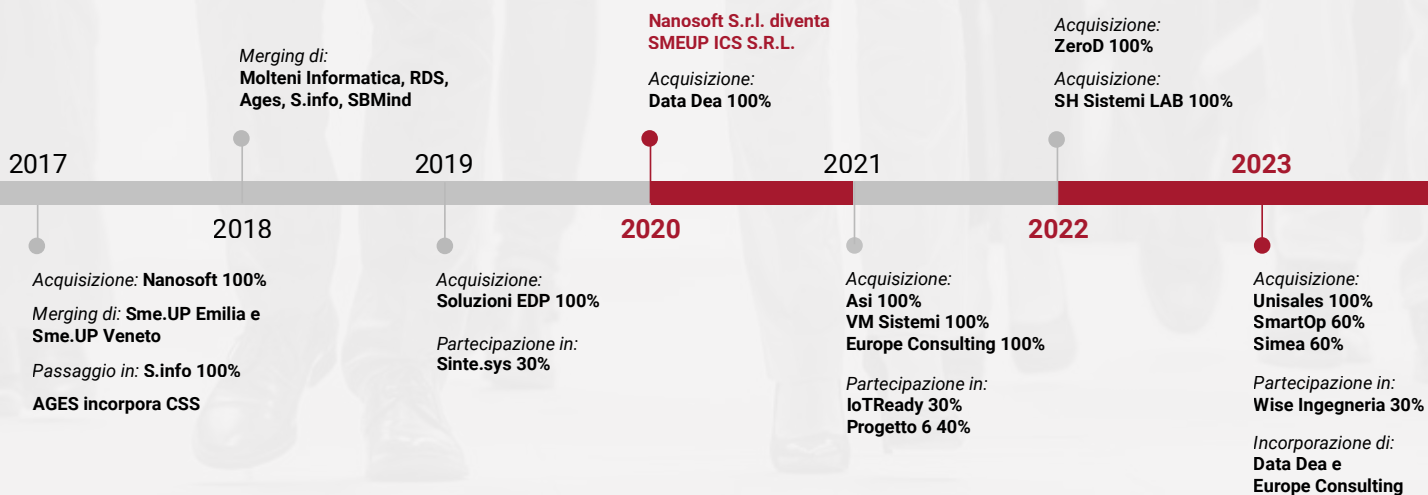 2017
Acquisizione: Nanosoft 100%
Merging di: Sme.UP Emilia e
Sme.UP Veneto
Passaggio in: S.info 100%
AGES incorpora CSS
Merging di:
Molteni Informatica, RDS,
Ages, S.info, SBMind
2018
2019
Acquisizione:
Soluzioni EDP 100%
Partecipazione in:
Sinte.sys 30%
Nanosoft S.r.l. diventa
SMEUP ICS S.R.L.
Acquisizione:
Data Dea 100%
2020
2021
Acquisizione:
Asi 100%
VM Sistemi 100%
Europe Consulting 100%
Partecipazione in:
IoTReady 30%
Progetto 6 40%
Acquisizione:
ZeroD 100%
Acquisizione:
SH Sistemi LAB 100%
2022
2023
Acquisizione:
Unisales 100%
SmartOp 60%
Simea 60%
Partecipazione in:
Wise Ingegneria 30%
Incorporazione di:
Data Dea e
Europe Consulting